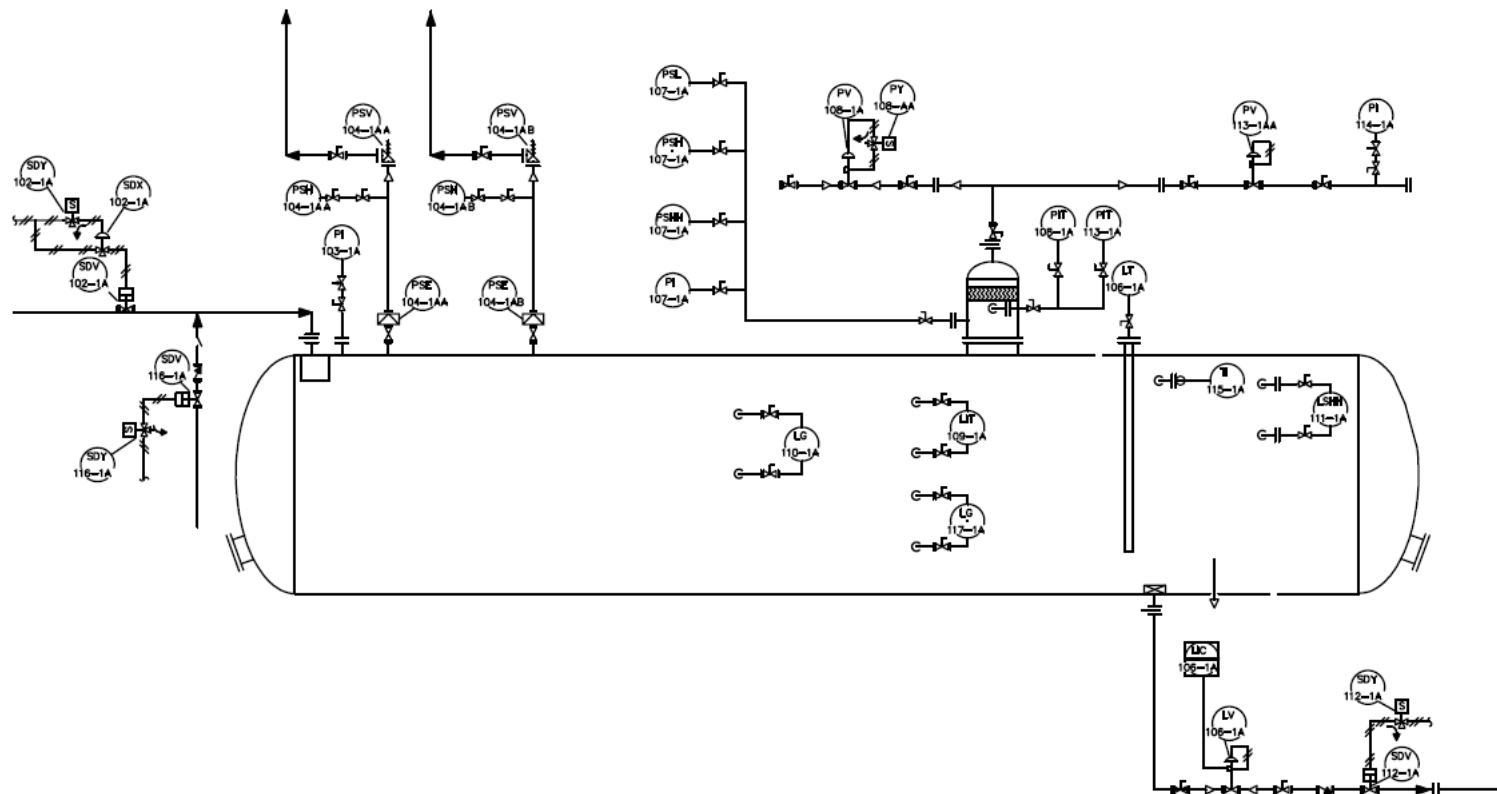 PSL
107-1A
PV
108-1A
PY
108-AA
PV
113-1AA
PI
114-1A
PSV
104-1AA
PSV
104-1AB
PSH
107-1A
SDY
102-1A
SDX
102-1A
PSH
104-1AA
PSH
104-1AB
PSHH
107-1A
PIT
108-1A
PIT
113-1A
PI
103-1A
SDV
102-1A
PSE
104-1AA
PSE
104-1AB
PI
107-1A
LT
106-1A
S
SDV
116-1A
TI
115-1A
LSHH
111-1A
LIT
109-1A
LG
110-1A
S
SDY
116-1A
LG
117-1A
S
LIC
106-1A
SDY
112-1A
S
LV
106-1A
SDV
112-1A